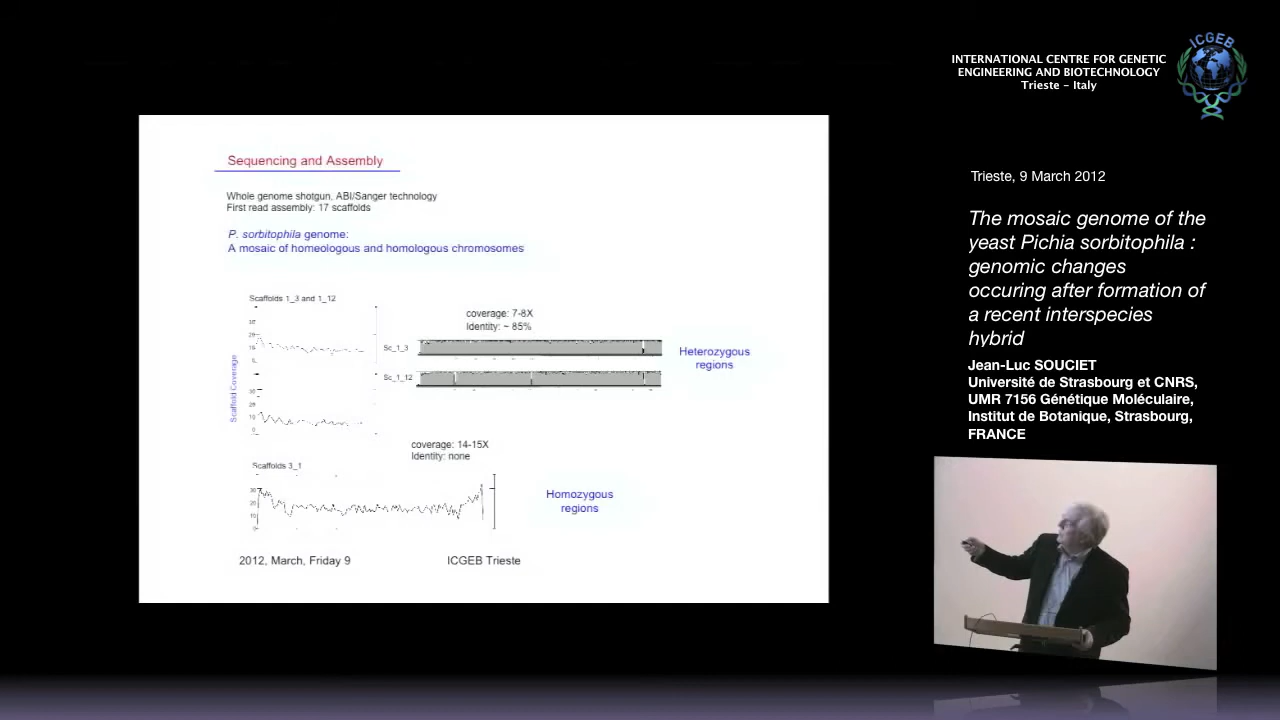 INTERNATIONAL CENTRE FOR GENETIC
ENGINEERING AND BIOTECHNOLOGY
Trieste - Italy
ICGEB
Trieste, 9 March 2012
The mosaic genome of the
yeast Pichia sorbitophila :
genomic changes
occuring after formation of
a recent interspecies
hybrid
Jean-Luc SOUCIET
Université de Strasbourg et CNRS,
UMR 7156 Génétique Moléculaire,
Institut de Botanique, Strasbourg,
FRANCE
Sequencing and Assembly
Whole genome shotgun, ABI/Sanger technology
First read assembly: 17 scaffolds
P. sorbitophila genome:
A mosaic of homeologous and homologous chromosomes
Scaffolds 1_3 and 1_12
Scaffold Coverage
coverage: 7-8X
Identity: ~ 85%
Sc_1_3
Sc_1_12
Heterozygous
regions
coverage: 14-15X
Identity: none
Scaffolds 3_1
30
20
10
0
Homozygous
regions
2012, March, Friday 9
ICGEB Trieste